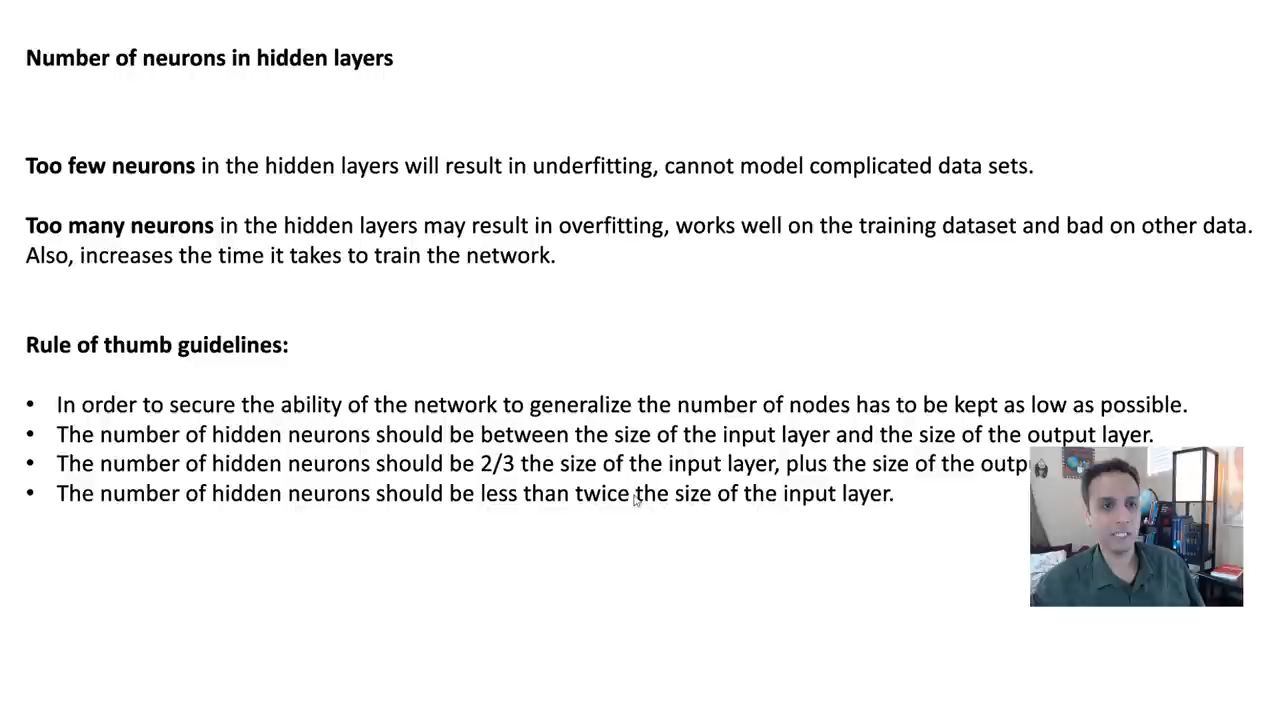 Number of neurons in hidden layers
Too few neurons in the hidden layers will result in underfitting, cannot model complicated data sets.
Too many neurons in the hidden layers may result in overfitting, works well on the training dataset and bad on other data.
Also, increases the time it takes to train the network.
Rule of thumb guidelines:
• In order to secure the ability of the network to generalize the number of nodes has to be kept as low as possible.
• The number of hidden neurons should be between the size of the input layer and the size of the output layer.
• The number of hidden neurons should be 2/3 the size of the input layer, plus the size of the outp
• The number of hidden neurons should be less than twice the size of the input layer.